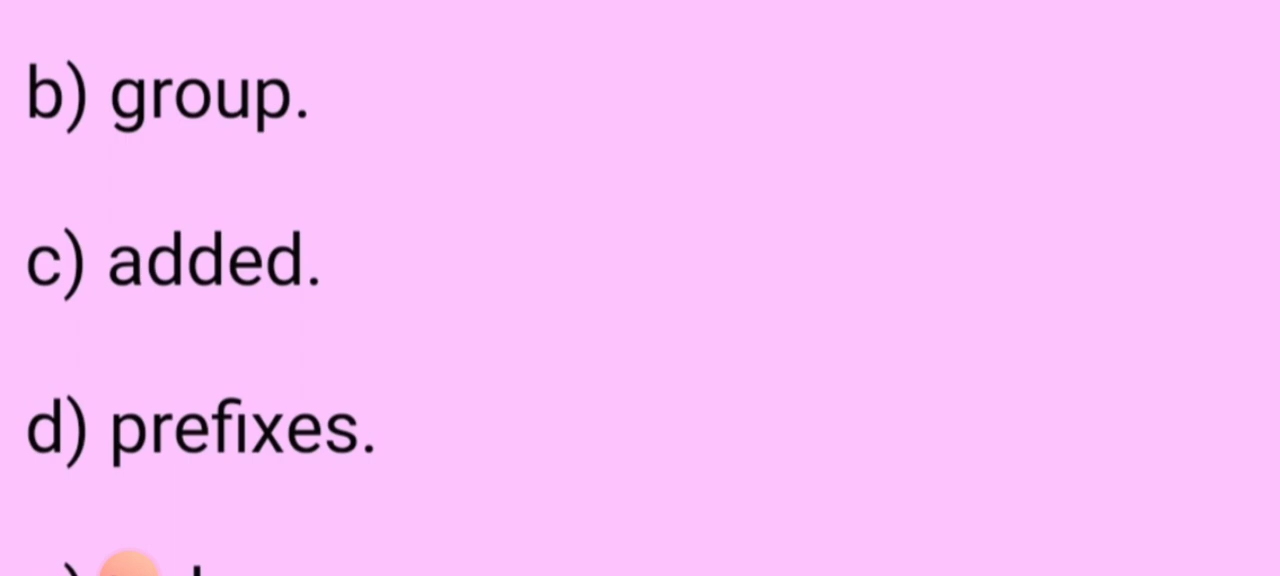 b) group.
c) added.
d) prefixes.